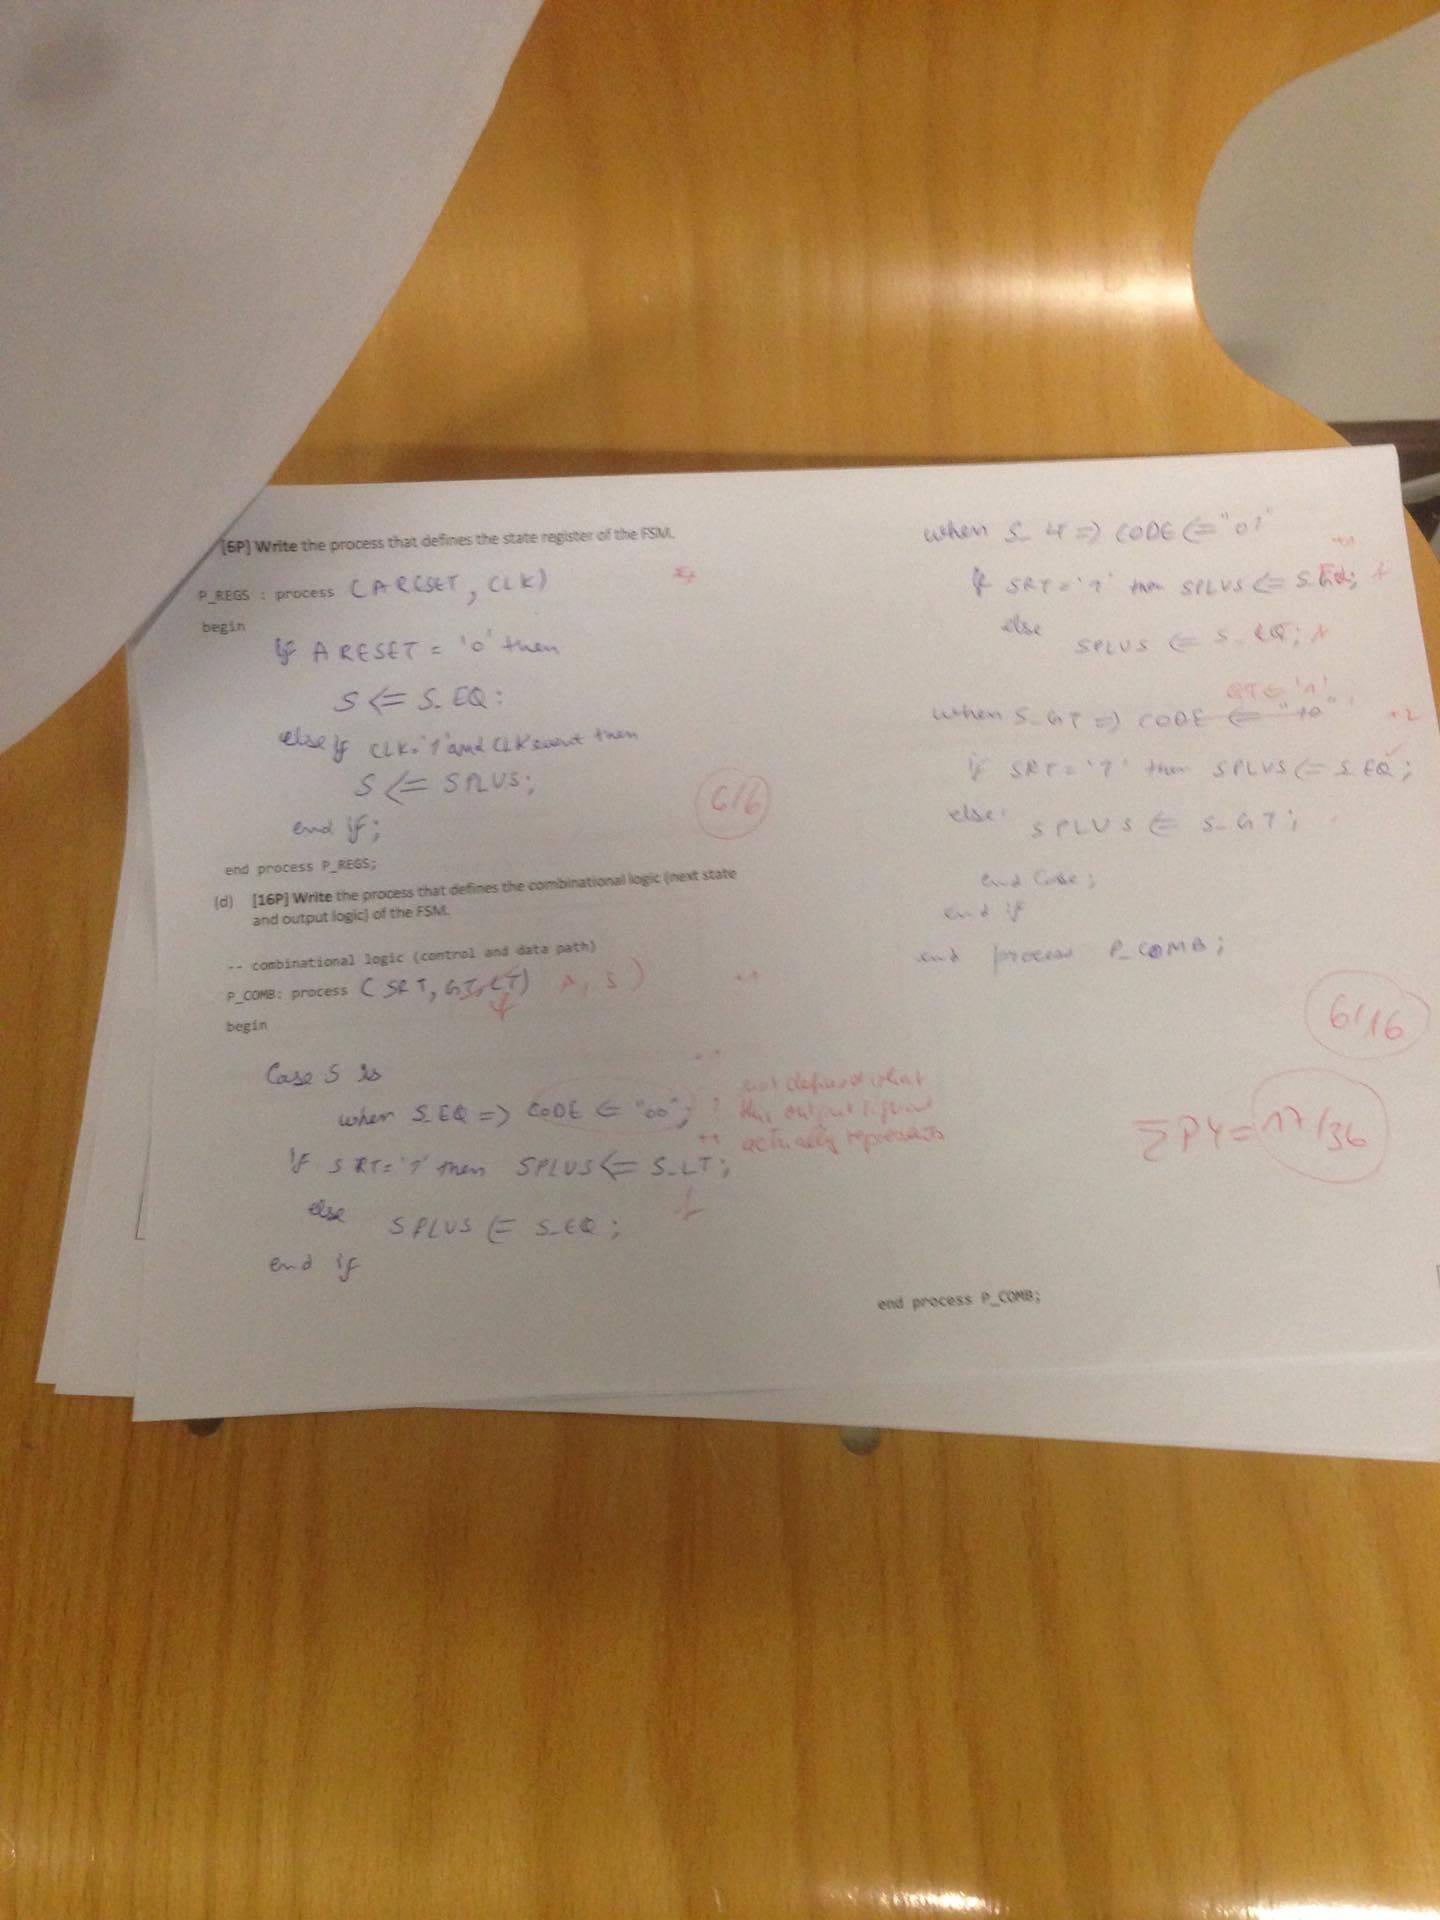 [6P] Write the process that defines the state register of the FSM.
P_REGS : process (ARESET, CLK)
begin
if ARESET = '0' then
S <= S_EQ;
else if CLK='1' and CLK'event then
S <= SPLUS;
end if;
6/6
end process P_REGS;
(d) [16P] Write the process that defines the combinational logic (next state
and output logic) of the FSM.
-- combinational logic (control and data path)
P_COMB: process (SRT, GT, LT) , S)
begin
Case S is
when S_EQ => CODE <= "00";
not defined what
this output signal
actually represents
if SRT='1' then SPLUS <= S_LT;
else SPLUS <= S_EQ;
end if
when S_LT => CODE <= "01"
if SRT='1' then SPLUS <= ;
else
SPLUS <= ;
GT <= '1'
when S_GT => CODE <= "10"
+2
if SRT='1' then SPLUS <= S_EQ;
else SPLUS <= S_GT;
end Case;
end if
end process P_COMB;
6/16
ΣP4 = 17/36
end process P_COMB;